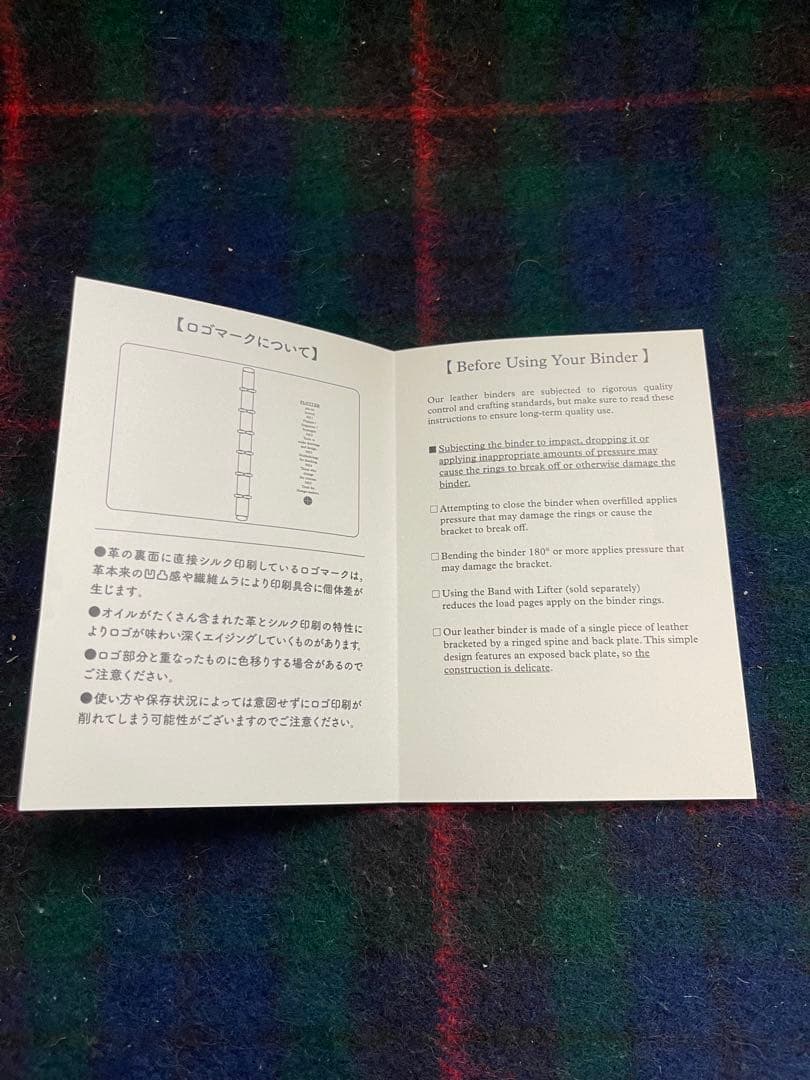 【ロゴマークについて】
PLOTTER
●革の裏面に直接シルク印刷しているロゴマークは、
革本来の凹凸感や繊維ムラにより印刷具合に個体差が
生じます。
●オイルがたくさん含まれた革とシルク印刷の特性に
よりロゴが味わい深くエイジングしていくものがあります。
●ロゴ部分と重なったものに色移りする場合があるので
ご注意ください。
●使い方や保存状況によっては意図せずにロゴ印刷が
削れてしまう可能性がございますのでご注意ください。
【 Before Using Your Binder 】
Our leather binders are subjected to rigorous quality
control and crafting standards, but make sure to read these
instructions to ensure long-term quality use.
■ Subjecting the binder to impact, dropping it or
applying inappropriate amounts of pressure may
cause the rings to break off or otherwise damage the
binder.
□ Attempting to close the binder when overfilled applies
pressure that may damage the rings or cause the
bracket to break off.
□ Bending the binder 180° or more applies pressure that
may damage the bracket.
□ Using the Band with Lifter (sold separately)
reduces the load pages apply on the binder rings.
□ Our leather binder is made of a single piece of leather
bracketed by a ringed spine and back plate. This simple
design features an exposed back plate, so the
construction is delicate.